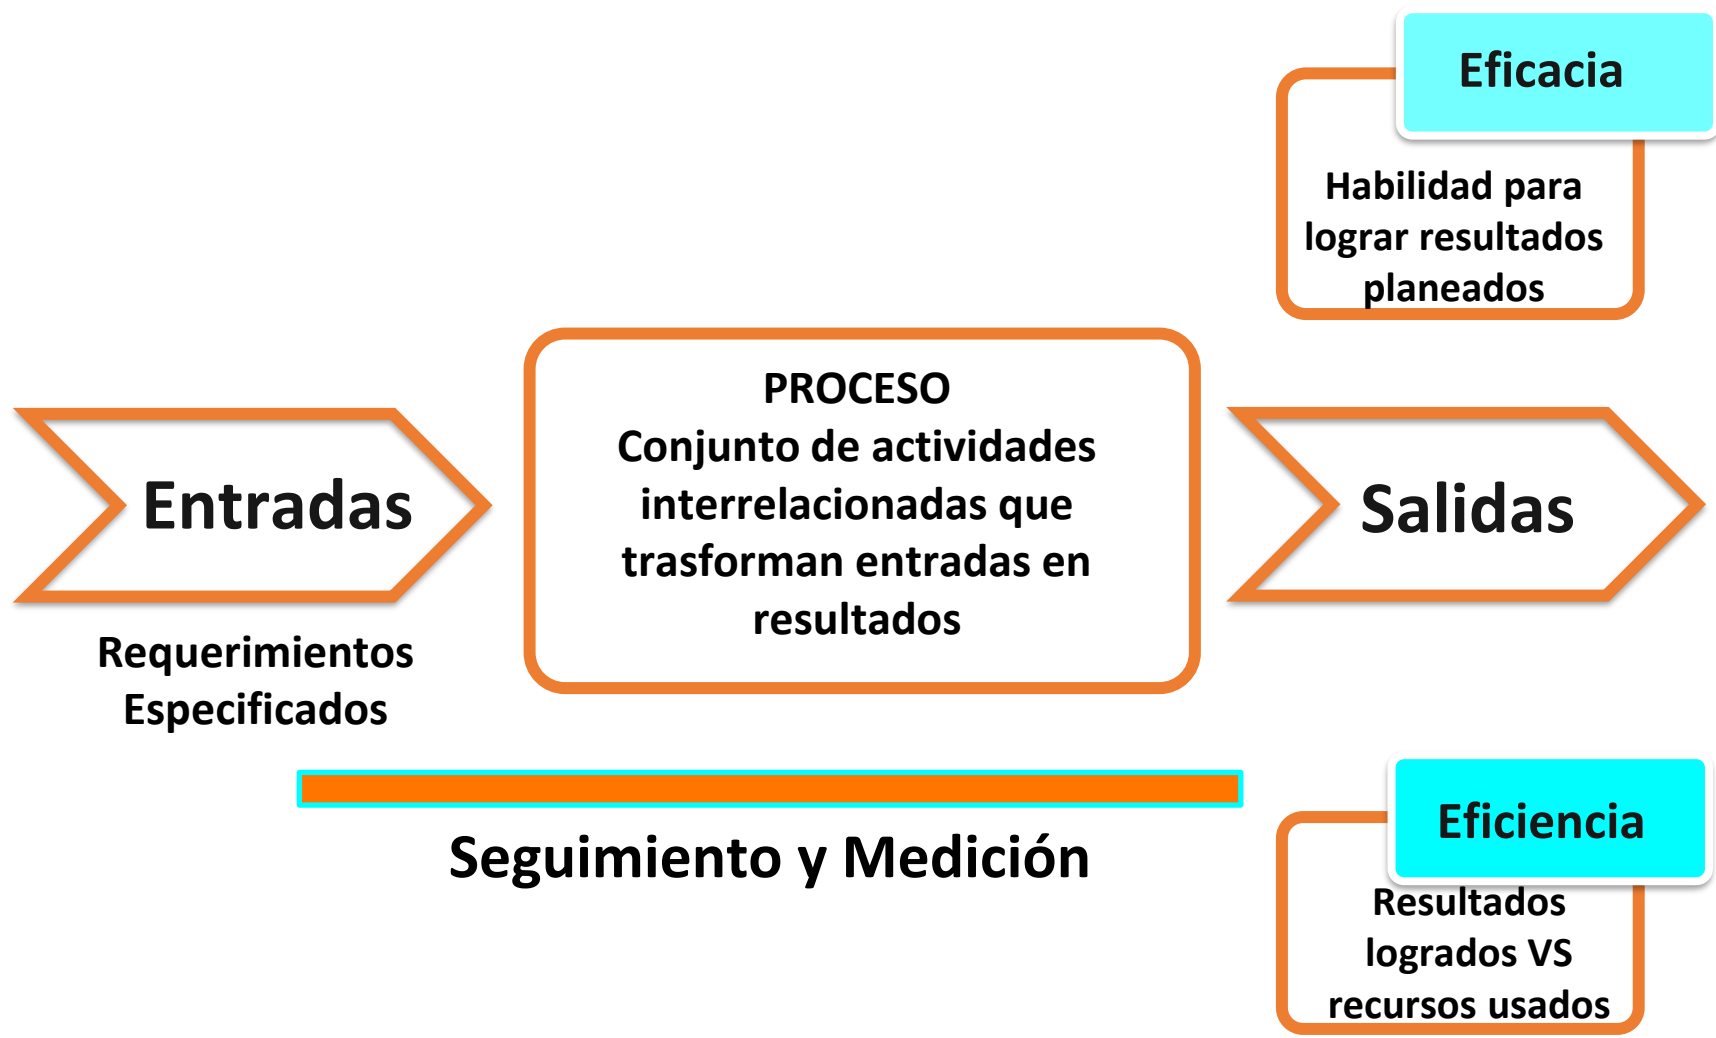 Eficacia
Habilidad para
lograr resultados
planeados
PROCESO
Conjunto de actividades
interrelacionadas que
trasforman entradas en
resultados
Entradas
Requerimientos
Especificados
Salidas
Seguimiento y Medición
Eficiencia
Resultados
logrados VS
recursos usados